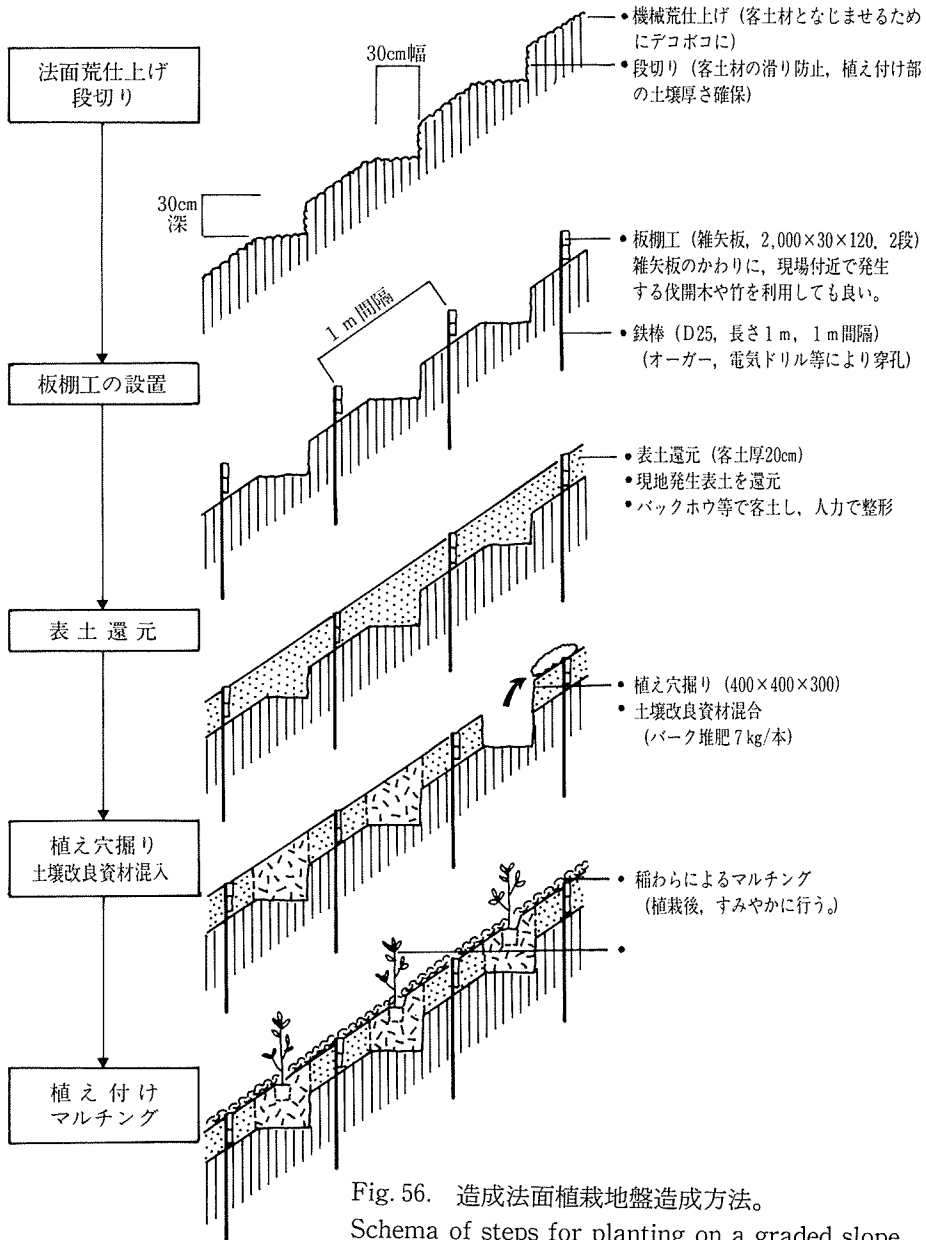 法面荒仕上げ
段切り
30cm幅
30cm
深
• 機械荒仕上げ（客土材となじませるため
にデコボコに）
• 段切り（客土材の滑り防止，植え付け部
の土壌厚さ確保）
板棚工の設置
1m間隔
• 板棚工（雑矢板，2,000×30×120．2段）
雑矢板のかわりに，現場付近で発生
する伐開木や竹を利用しても良い。
• 鉄棒（D25，長さ1m，1m間隔）
（オーガー，電気ドリル等により穿孔）
表土還元
• 表土還元（客土厚20cm）
• 現地発生表土を還元
• バックホウ等で客土し，人力で整形
植え穴掘り
土壌改良資材混入
• 植え穴掘り（400×400×300）
• 土壌改良資材混合
（バーク堆肥7kg/本）
植え付け
マルチング
• 稲わらによるマルチング
（植栽後，すみやかに行う。）
•
Fig. 56. 造成法面植栽地盤造成方法。
Schema of steps for planting on a graded slope